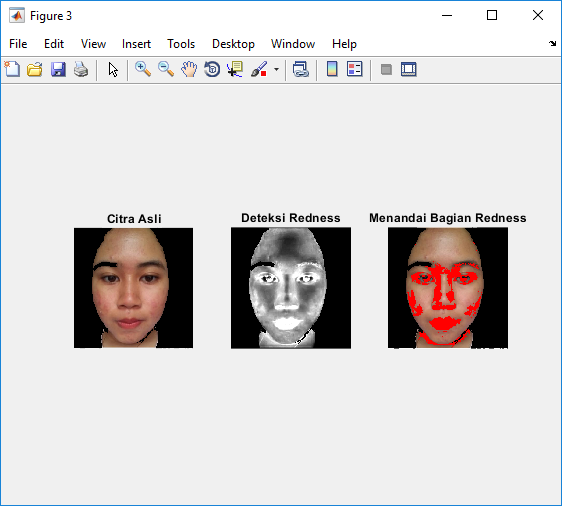 Figure 3
File Edit View Insert Tools Desktop Window Help
Citra Asli Deteksi Redness Menandai Bagian Redness